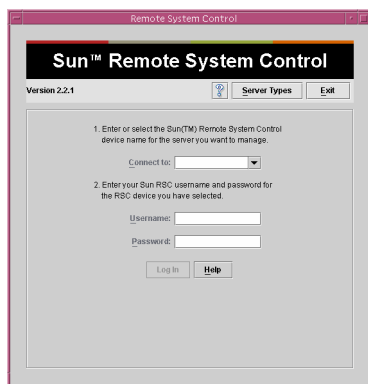 Remote System Control
Sun™ Remote System Control
Version 2.2.1
Server Types
Exit
1. Enter or select the Sun(TM) Remote System Control
device name for the server you want to manage.
Connect to:
2. Enter your Sun RSC username and password for
the RSC device you have selected.
Username:
Password:
Log In
Help